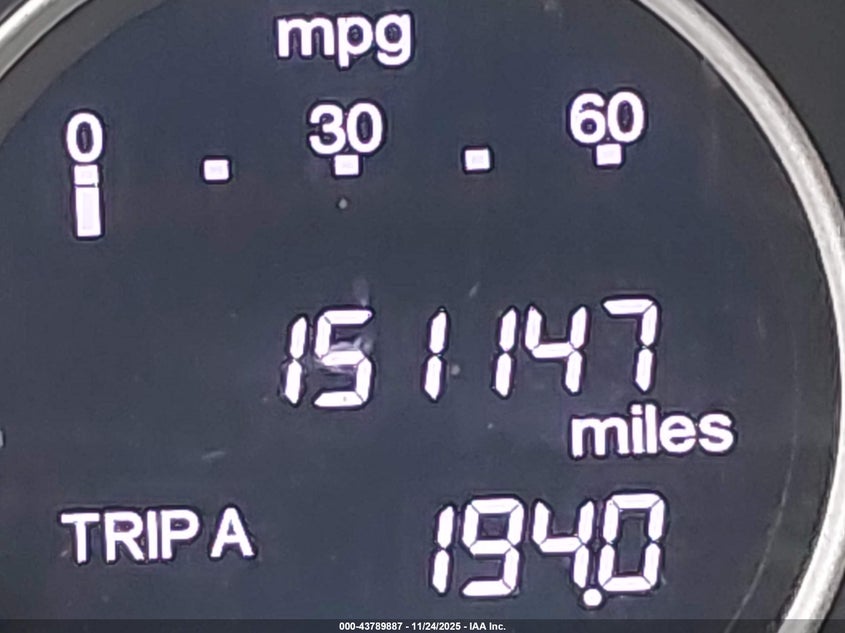 mpg
0 30 60
151147
miles
TRIP A 194.0
000-43789887 - 11/24/2025 - IAA Inc.